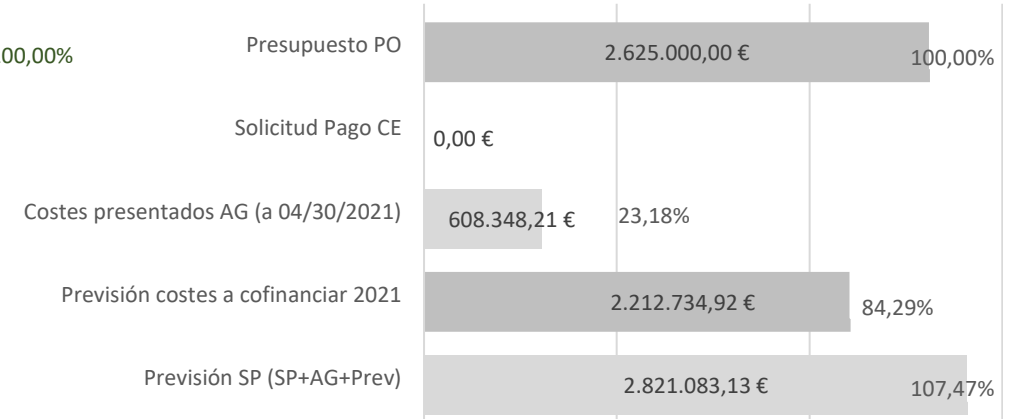 Presupuesto PO 2.625.000,00 € 100,00%
00,00%
Solicitud Pago CE 0,00 €
Costes presentados AG (a 04/30/2021) 608.348,21 € 23,18%
Previsión costes a cofinanciar 2021 2.212.734,92 € 84,29%
Previsión SP (SP+AG+Prev) 2.821.083,13 € 107,47%